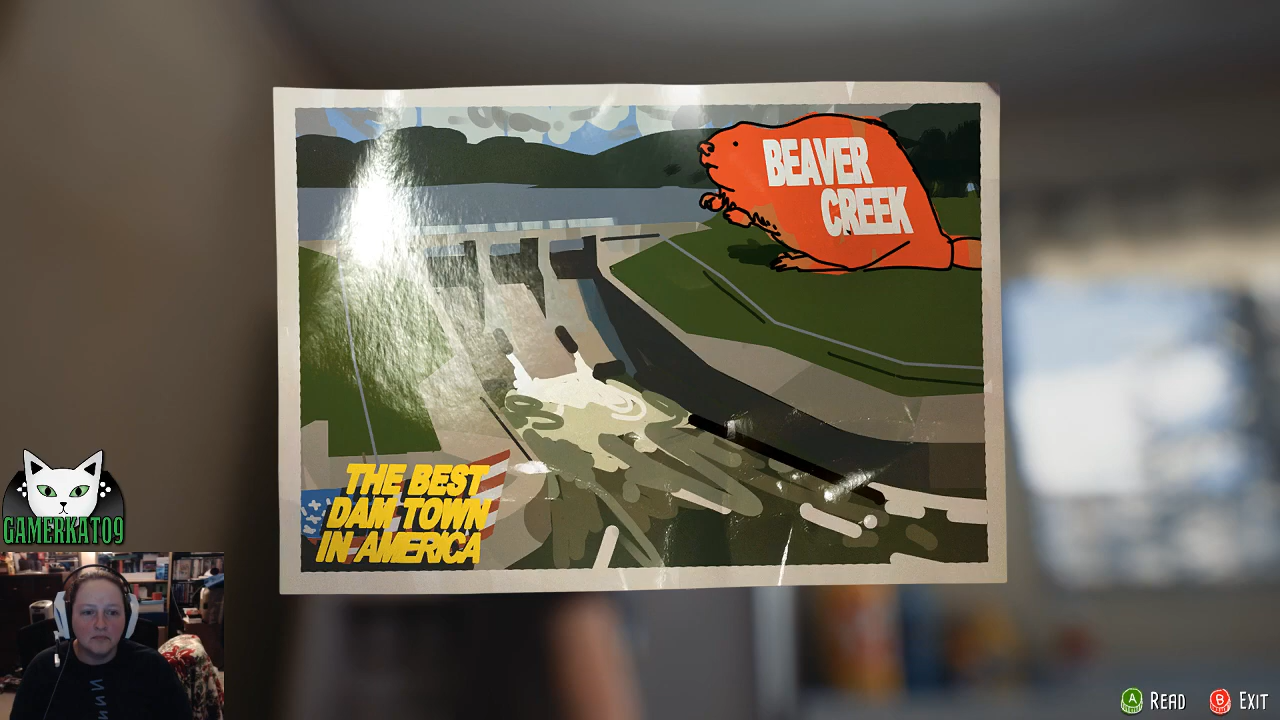 BEAVER
CREEK
THE BEST
DAM TOWN
IN AMERICA
GAMERKAT09
A READ
B EXIT